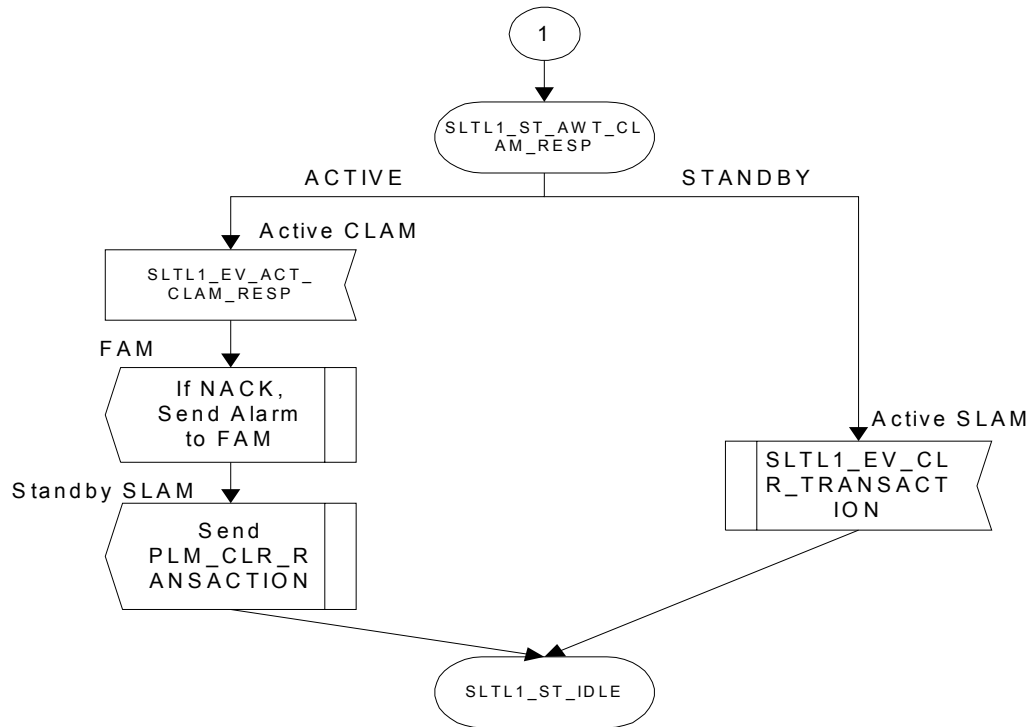 1
SLTL1_ST_AWT_CL
AM_RESP
ACTIVE
STANDBY
Active CLAM
SLTL1_EV_ACT_
CLAM_RESP
FAM
If NACK,
Send Alarm
to FAM
Active SLAM
SLTL1_EV_CL
R_TRANSACT
ION
Standby SLAM
Send
PLM_CLR_R
ANSACTION
SLTL1_ST_IDLE